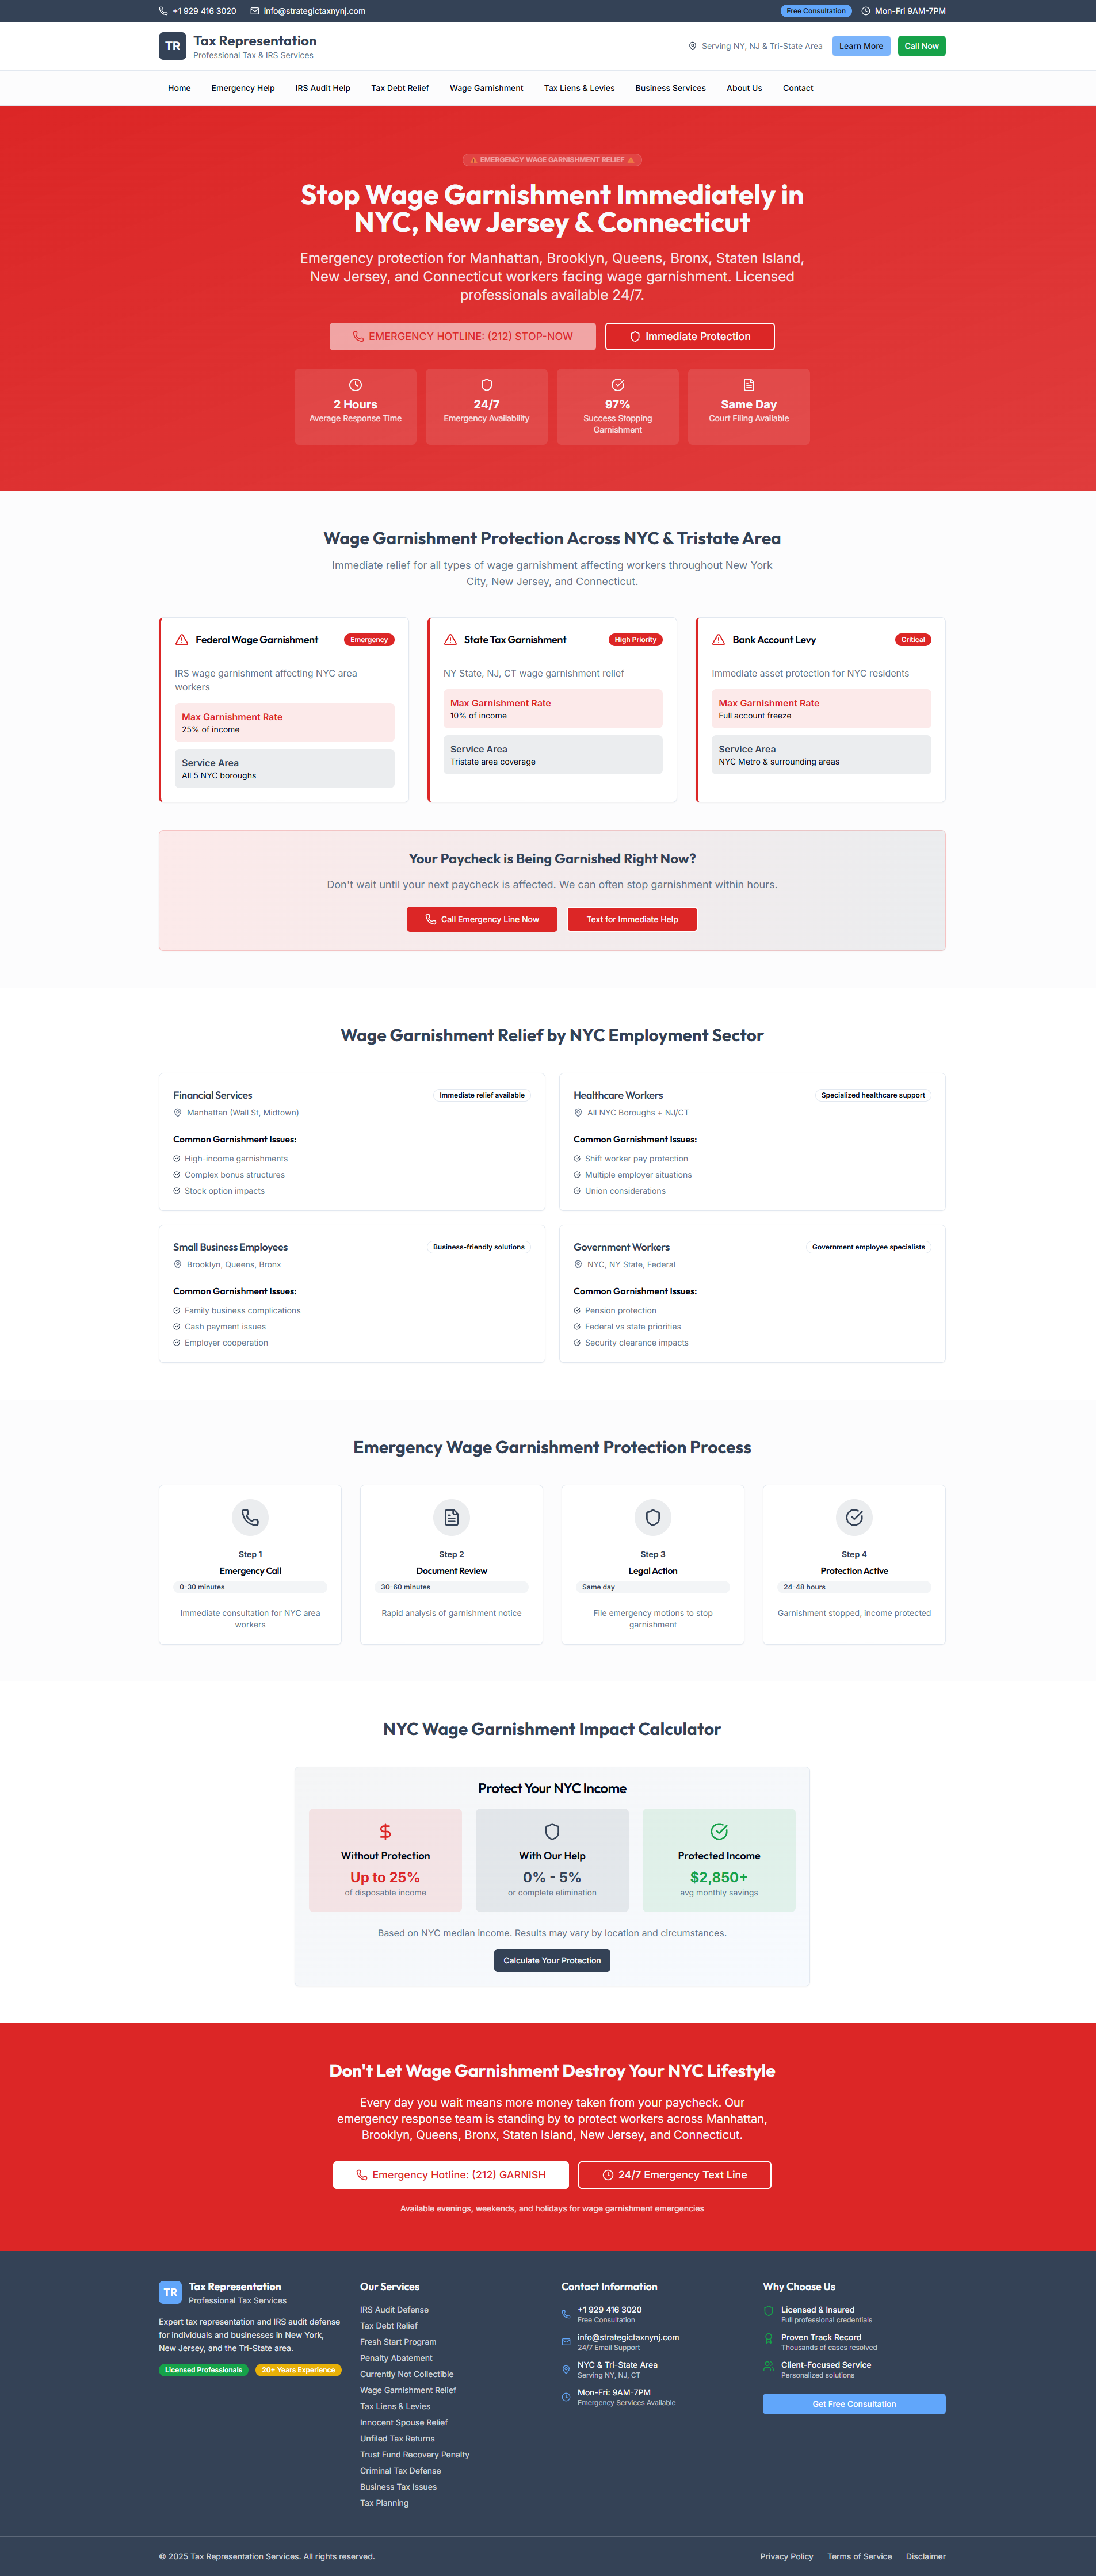 +1 929 416 3020
info@strategictaxnynj.com
Free Consultation
Mon-Fri 9AM-7PM
TR
Tax Representation
Professional Tax & IRS Services
Serving NY, NJ & Tri-State Area
Learn More
Call Now
Home
Emergency Help
IRS Audit Help
Tax Debt Relief
Wage Garnishment
Tax Liens & Levies
Business Services
About Us
Contact
EMERGENCY WAGE GARNISHMENT RELIEF
Stop Wage Garnishment Immediately in
NYC, New Jersey & Connecticut
Emergency protection for Manhattan, Brooklyn, Queens, Bronx, Staten Island,
New Jersey, and Connecticut workers facing wage garnishment. Licensed
professionals available 24/7.
EMERGENCY HOTLINE: (212) STOP-NOW
Immediate Protection
2 Hours
Average Response Time
24/7
Emergency Availability
97%
Success Stopping
Garnishment
Same Day
Court Filing Available
Wage Garnishment Protection Across NYC & Tristate Area
Immediate relief for all types of wage garnishment affecting workers throughout New York
City, New Jersey, and Connecticut.
Federal Wage Garnishment
Emergency
IRS wage garnishment affecting NYC area
workers
Max Garnishment Rate
25% of income
Service Area
All 5 NYC boroughs
State Tax Garnishment
High Priority
NY State, NJ, CT wage garnishment relief
Max Garnishment Rate
10% of income
Service Area
Tristate area coverage
Bank Account Levy
Critical
Immediate asset protection for NYC residents
Max Garnishment Rate
Full account freeze
Service Area
NYC Metro & surrounding areas
Your Paycheck is Being Garnished Right Now?
Don't wait until your next paycheck is affected. We can often stop garnishment within hours.
Call Emergency Line Now
Text for Immediate Help
Wage Garnishment Relief by NYC Employment Sector
Financial Services
Immediate relief available
Manhattan (Wall St, Midtown)
Common Garnishment Issues:
High-income garnishments
Complex bonus structures
Stock option impacts
Healthcare Workers
Specialized healthcare support
All NYC Boroughs + NJ/CT
Common Garnishment Issues:
Shift worker pay protection
Multiple employer situations
Union considerations
Small Business Employees
Business-friendly solutions
Brooklyn, Queens, Bronx
Common Garnishment Issues:
Family business complications
Cash payment issues
Employer cooperation
Government Workers
Government employee specialists
NYC, NY State, Federal
Common Garnishment Issues:
Pension protection
Federal vs state priorities
Security clearance impacts
Emergency Wage Garnishment Protection Process
Step 1
Emergency Call
0-30 minutes
Immediate consultation for NYC area
workers
Step 2
Document Review
30-60 minutes
Rapid analysis of garnishment notice
Step 3
Legal Action
Same day
File emergency motions to stop
garnishment
Step 4
Protection Active
24-48 hours
Garnishment stopped, income protected
NYC Wage Garnishment Impact Calculator
Protect Your NYC Income
Without Protection
Up to 25%
of disposable income
With Our Help
0% - 5%
or complete elimination
Protected Income
$2,850+
avg monthly savings
Based on NYC median income. Results may vary by location and circumstances.
Calculate Your Protection
Don't Let Wage Garnishment Destroy Your NYC Lifestyle
Every day you wait means more money taken from your paycheck. Our
emergency response team is standing by to protect workers across Manhattan,
Brooklyn, Queens, Bronx, Staten Island, New Jersey, and Connecticut.
Emergency Hotline: (212) GARNISH
24/7 Emergency Text Line
Available evenings, weekends, and holidays for wage garnishment emergencies
TR
Tax Representation
Professional Tax Services
Expert tax representation and IRS audit defense
for individuals and businesses in New York,
New Jersey, and the Tri-State area.
Licensed Professionals
20+ Years Experience
Our Services
IRS Audit Defense
Tax Debt Relief
Fresh Start Program
Penalty Abatement
Currently Not Collectible
Wage Garnishment Relief
Tax Liens & Levies
Innocent Spouse Relief
Unfiled Tax Returns
Trust Fund Recovery Penalty
Criminal Tax Defense
Business Tax Issues
Tax Planning
Contact Information
+1 929 416 3020
Free Consultation
info@strategictaxnynj.com
24/7 Email Support
NYC & Tri-State Area
Serving NY, NJ, CT
Mon-Fri: 9AM-7PM
Emergency Services Available
Why Choose Us
Licensed & Insured
Full professional credentials
Proven Track Record
Thousands of cases resolved
Client-Focused Service
Personalized solutions
Get Free Consultation
© 2025 Tax Representation Services. All rights reserved.
Privacy Policy
Terms of Service
Disclaimer